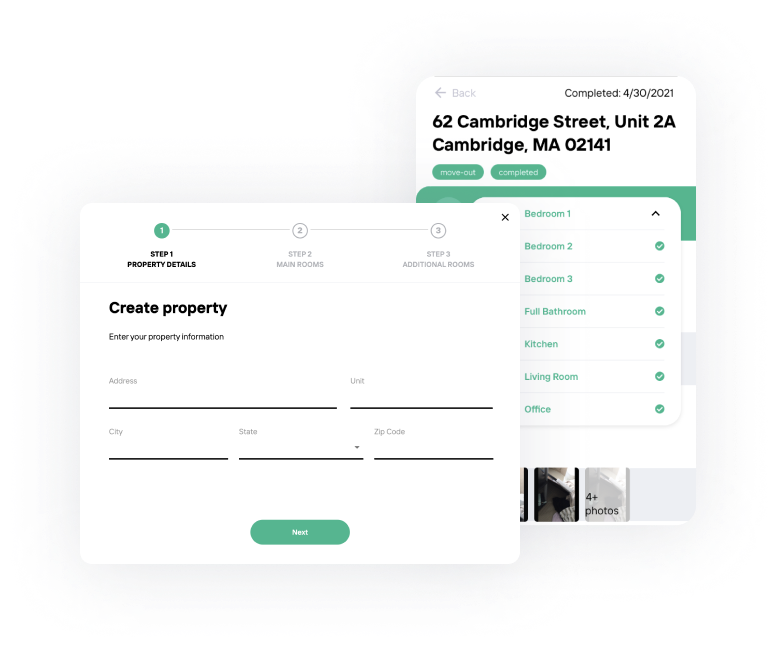 Back
Completed: 4/30/2021
62 Cambridge Street, Unit 2A
Cambridge, MA 02141
move-out
completed
Bedroom 1
Bedroom 2
Bedroom 3
Full Bathroom
Kitchen
Living Room
Office
4+
photos
1
2
3
STEP 1
PROPERTY DETAILS
STEP 2
MAIN ROOMS
STEP 3
ADDITIONAL ROOMS
Create property
Enter your property information
Address
Unit
City
State
Zip Code
Next